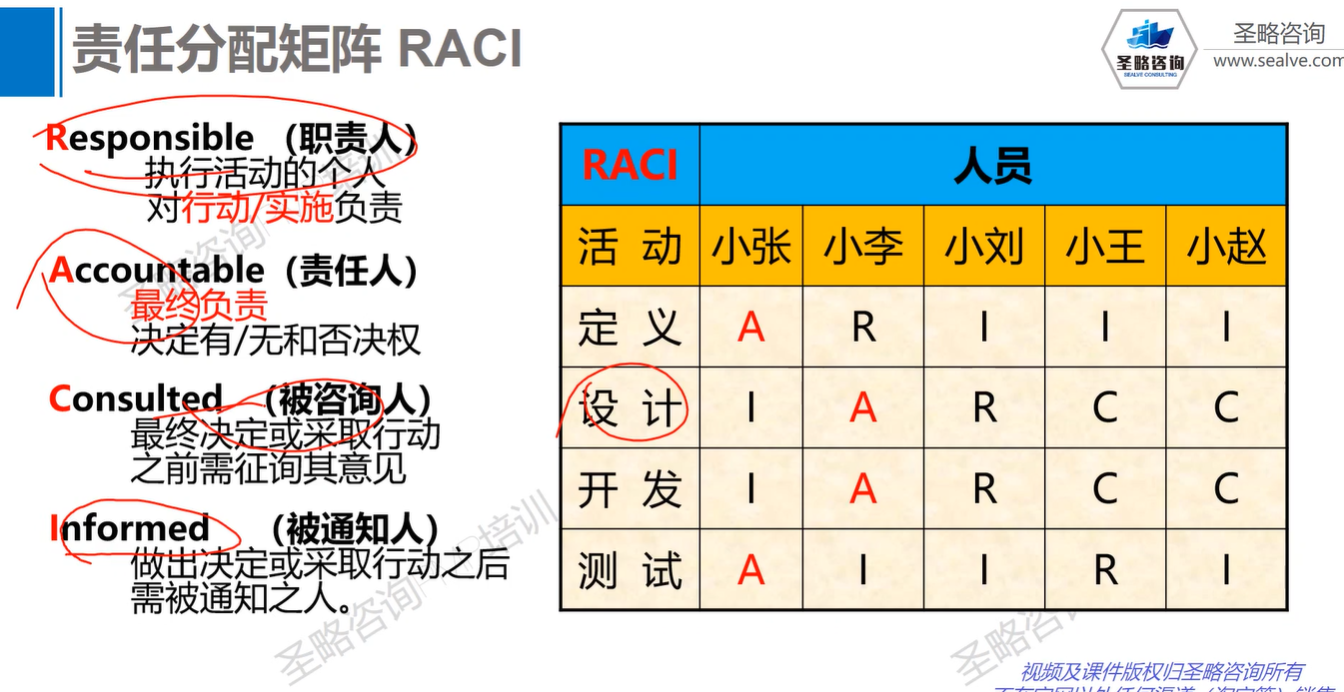 责任分配矩阵 RACI
圣略咨询
SEALVE CONSULTING
圣略咨询
www.sealve.com
Responsible （职责人）
执行活动的个人
对行动/实施负责
Accountable（责任人）
最终负责
决定有/无和否决权
Consulted （被咨询人）
最终决定或采取行动
之前需征询其意见
Informed （被通知人）
做出决定或采取行动之后
需被通知之人。
RACI 人员
活 动 小张 小李 小刘 小王 小赵
定 义 A R I I I
设 计 I A R C C
开 发 I A R C C
测 试 A I I R I
圣略咨询
培训
圣略咨询
培训
圣略咨
视频及课件版权归圣略咨询所有